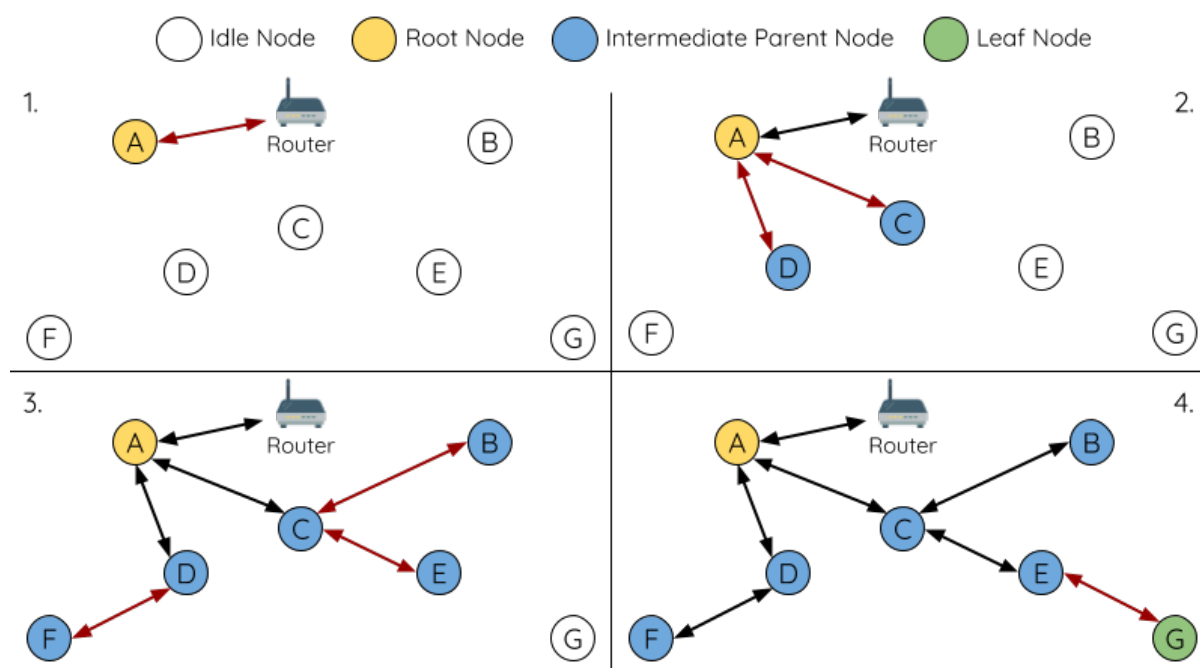 Idle Node Root Node Intermediate Parent Node Leaf Node
1.
A
Router
B
C
D
E
F
G
2.
A
Router
B
C
D
E
F
G
3.
A
Router
B
C
D
E
F
G
4.
A
Router
B
C
D
E
F
G